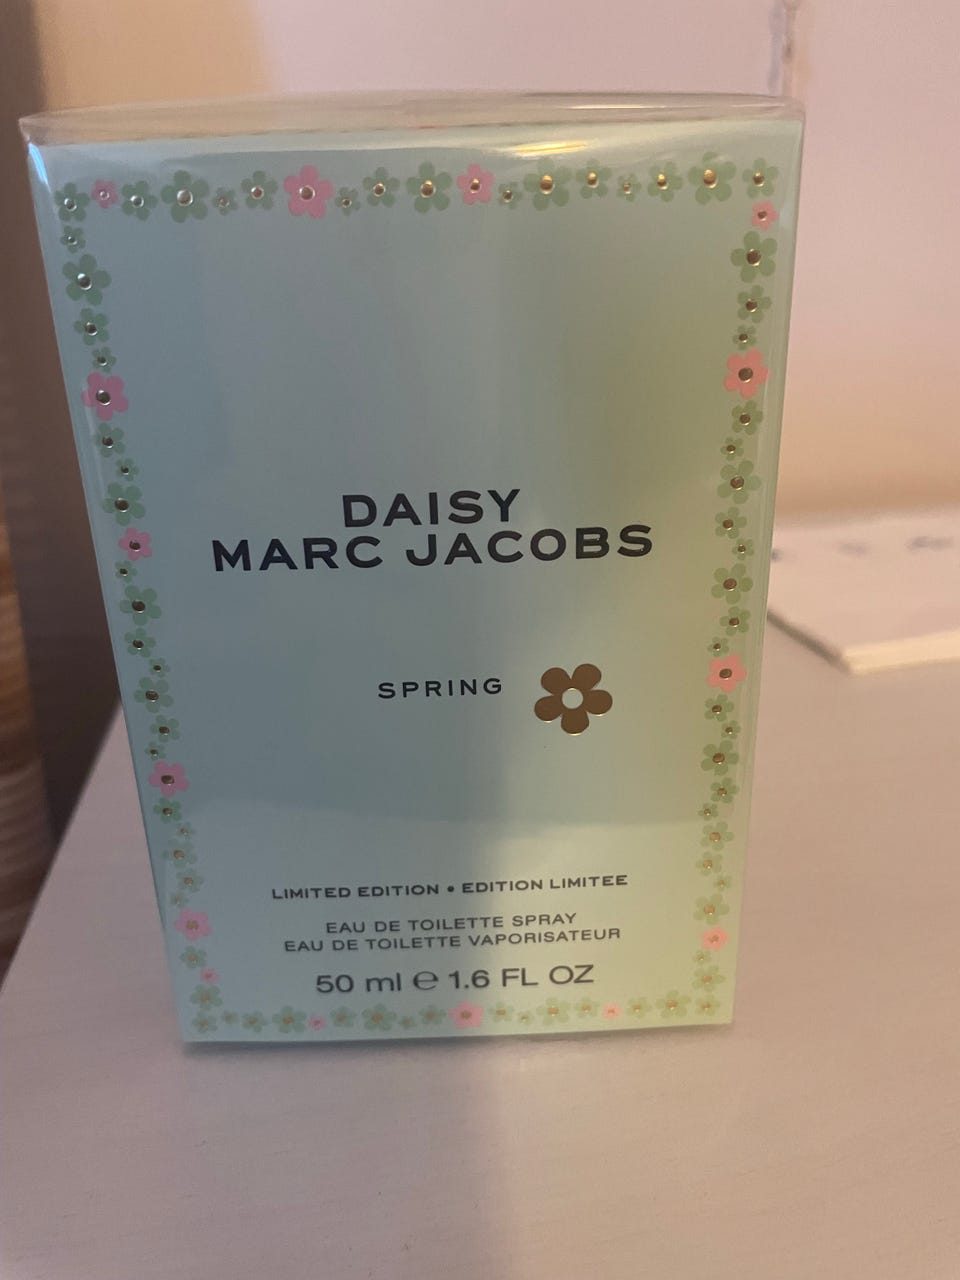 DAISY
MARC JACOBS
SPRING
LIMITED EDITION • EDITION LIMITEE
EAU DE TOILETTE SPRAY
EAU DE TOILETTE VAPORISATEUR
50 ml ℮ 1.6 FL OZ